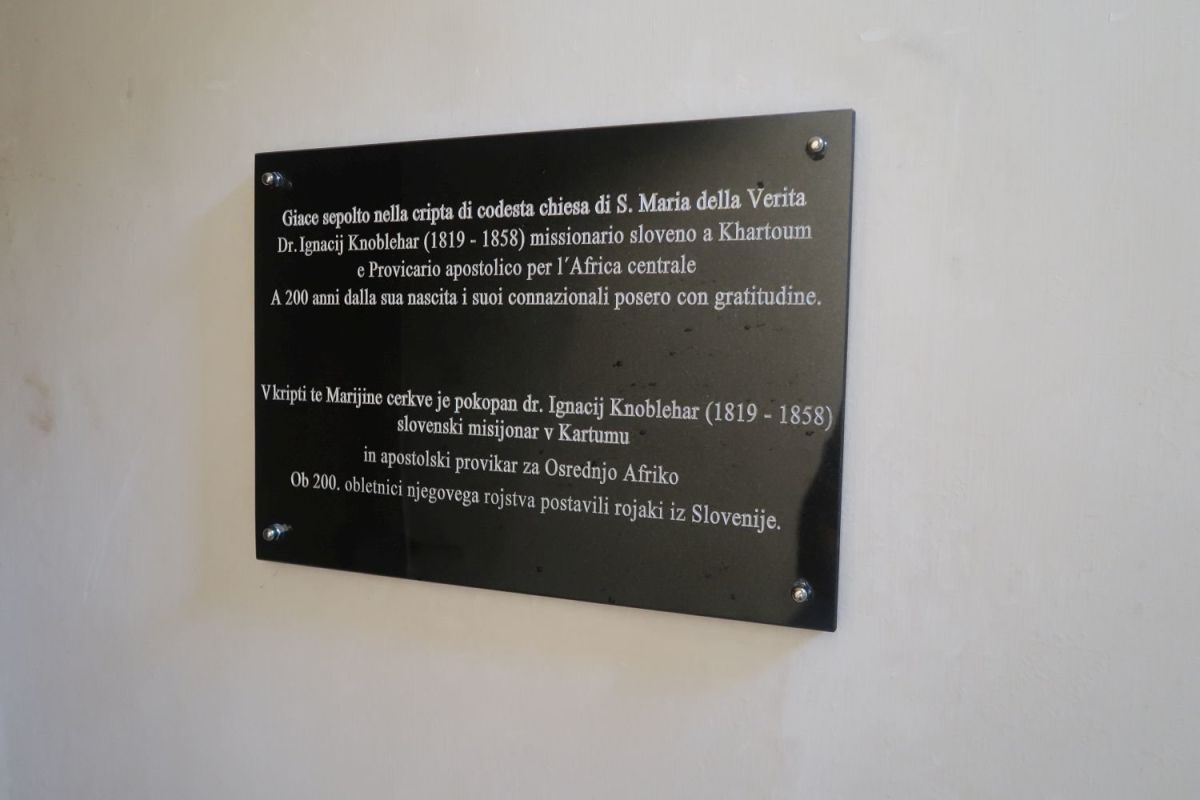 Giace sepolto nella cripta di codesta chiesa di S. Maria della Verita
Dr. Ignacij Knoblehar (1819 - 1858) missionario sloveno a Khartoum
e Provicario apostolico per l´Africa centrale
A 200 anni dalla sua nascita i suoi connazionali posero con gratitudine.
V kripti te Marijine cerkve je pokopan dr. Ignacij Knoblehar (1819 - 1858)
slovenski misijonar v Kartumu
in apostolski provikar za Osrednjo Afriko
Ob 200. obletnici njegovega rojstva postavili rojaki iz Slovenije.